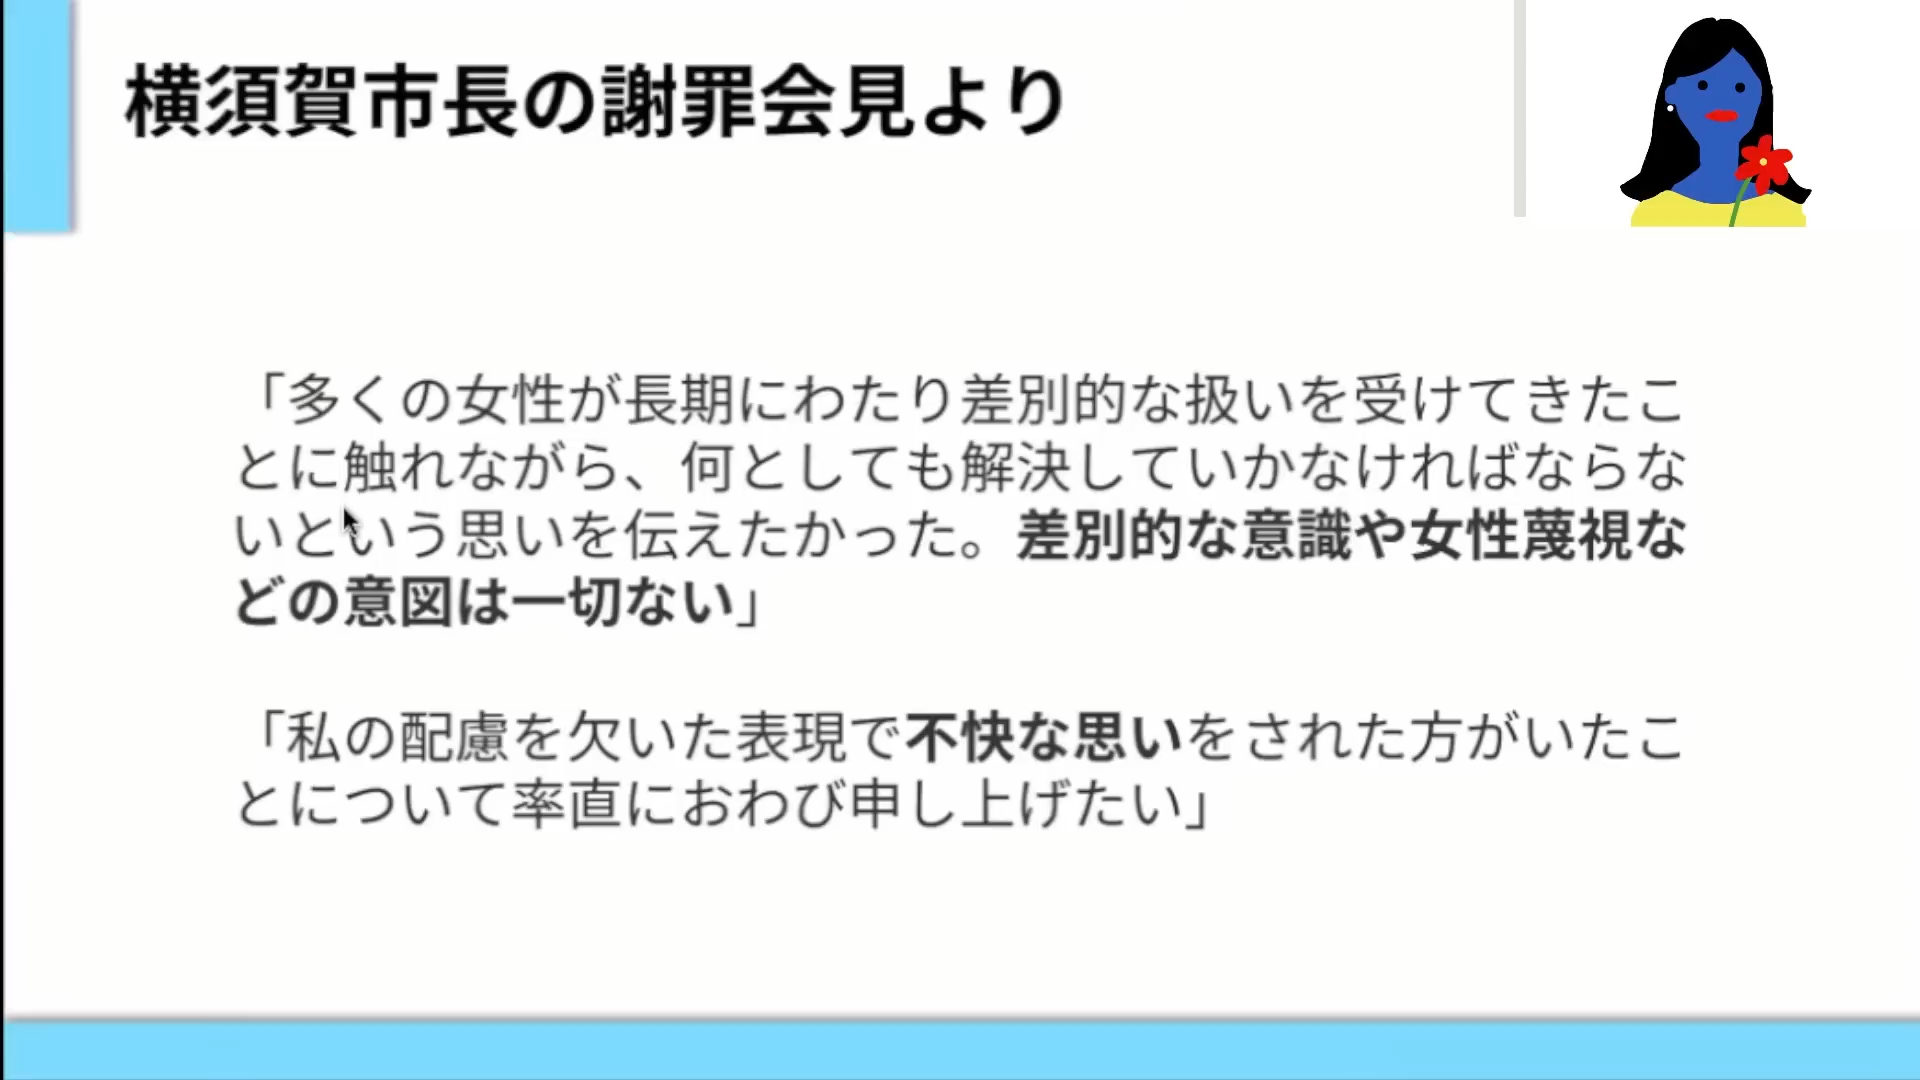 横須賀市長の謝罪会見より
「多くの女性が長期にわたり差別的な扱いを受けてきたこ
とに触れながら、何としても解決していかなければならな
いという思いを伝えたかった。差別的な意識や女性蔑視な
どの意図は一切ない」
「私の配慮を欠いた表現で不快な思いをされた方がいたこ
とについて率直におわび申し上げたい」